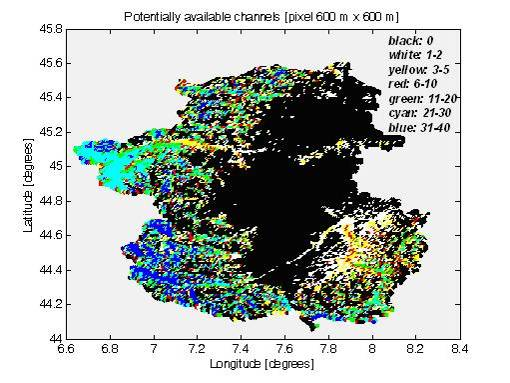 Potentially available channels [pixel 600 m x 600 m]
45.8
45.6
45.4
45.2
45
44.8
44.6
44.4
44.2
44
Latitude [degrees]
black: 0
white: 1-2
yellow: 3-5
red: 6-10
green: 11-20
cyan: 21-30
blue: 31-40
6.6 6.8 7 7.2 7.4 7.6 7.8 8 8.2 8.4
Longitude [degrees]